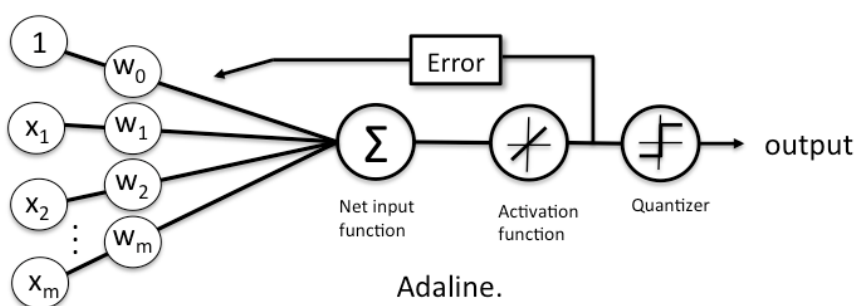 1
w0
Error
x1
w1
Σ
output
x2
w2
Net input
function
Activation
function
Quantizer
⋮
wm
xm
Adaline.